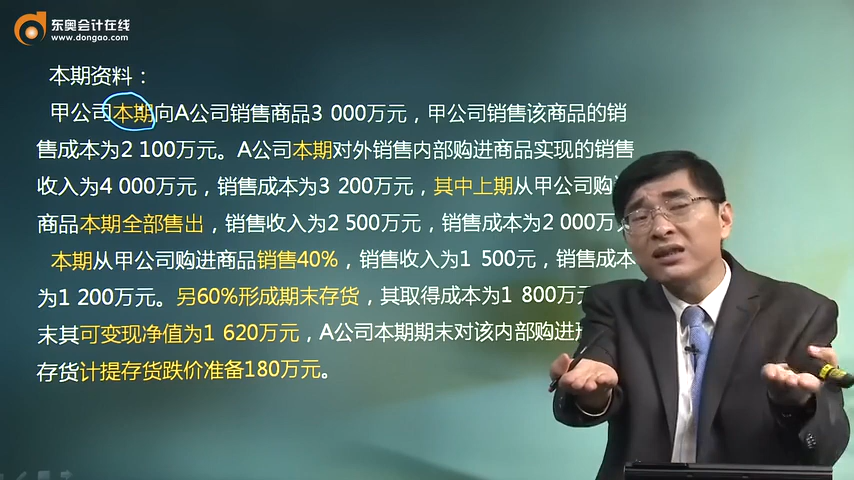 东奥会计在线
www.dongao.com
本期资料：
甲公司本期向A公司销售商品3 000万元，甲公司销售该商品的销
售成本为2 100万元。A公司本期对外销售内部购进商品实现的销售
收入为4 000万元，销售成本为3 200万元，其中上期从甲公司购
商品本期全部售出，销售收入为2 500万元，销售成本为2 000万
本期从甲公司购进商品销售40%，销售收入为1 500元，销售成本
为1 200万元。另60%形成期末存货，其取得成本为1 800万元
末其可变现净值为1 620万元，A公司本期期末对该内部购进
存货计提存货跌价准备180万元。